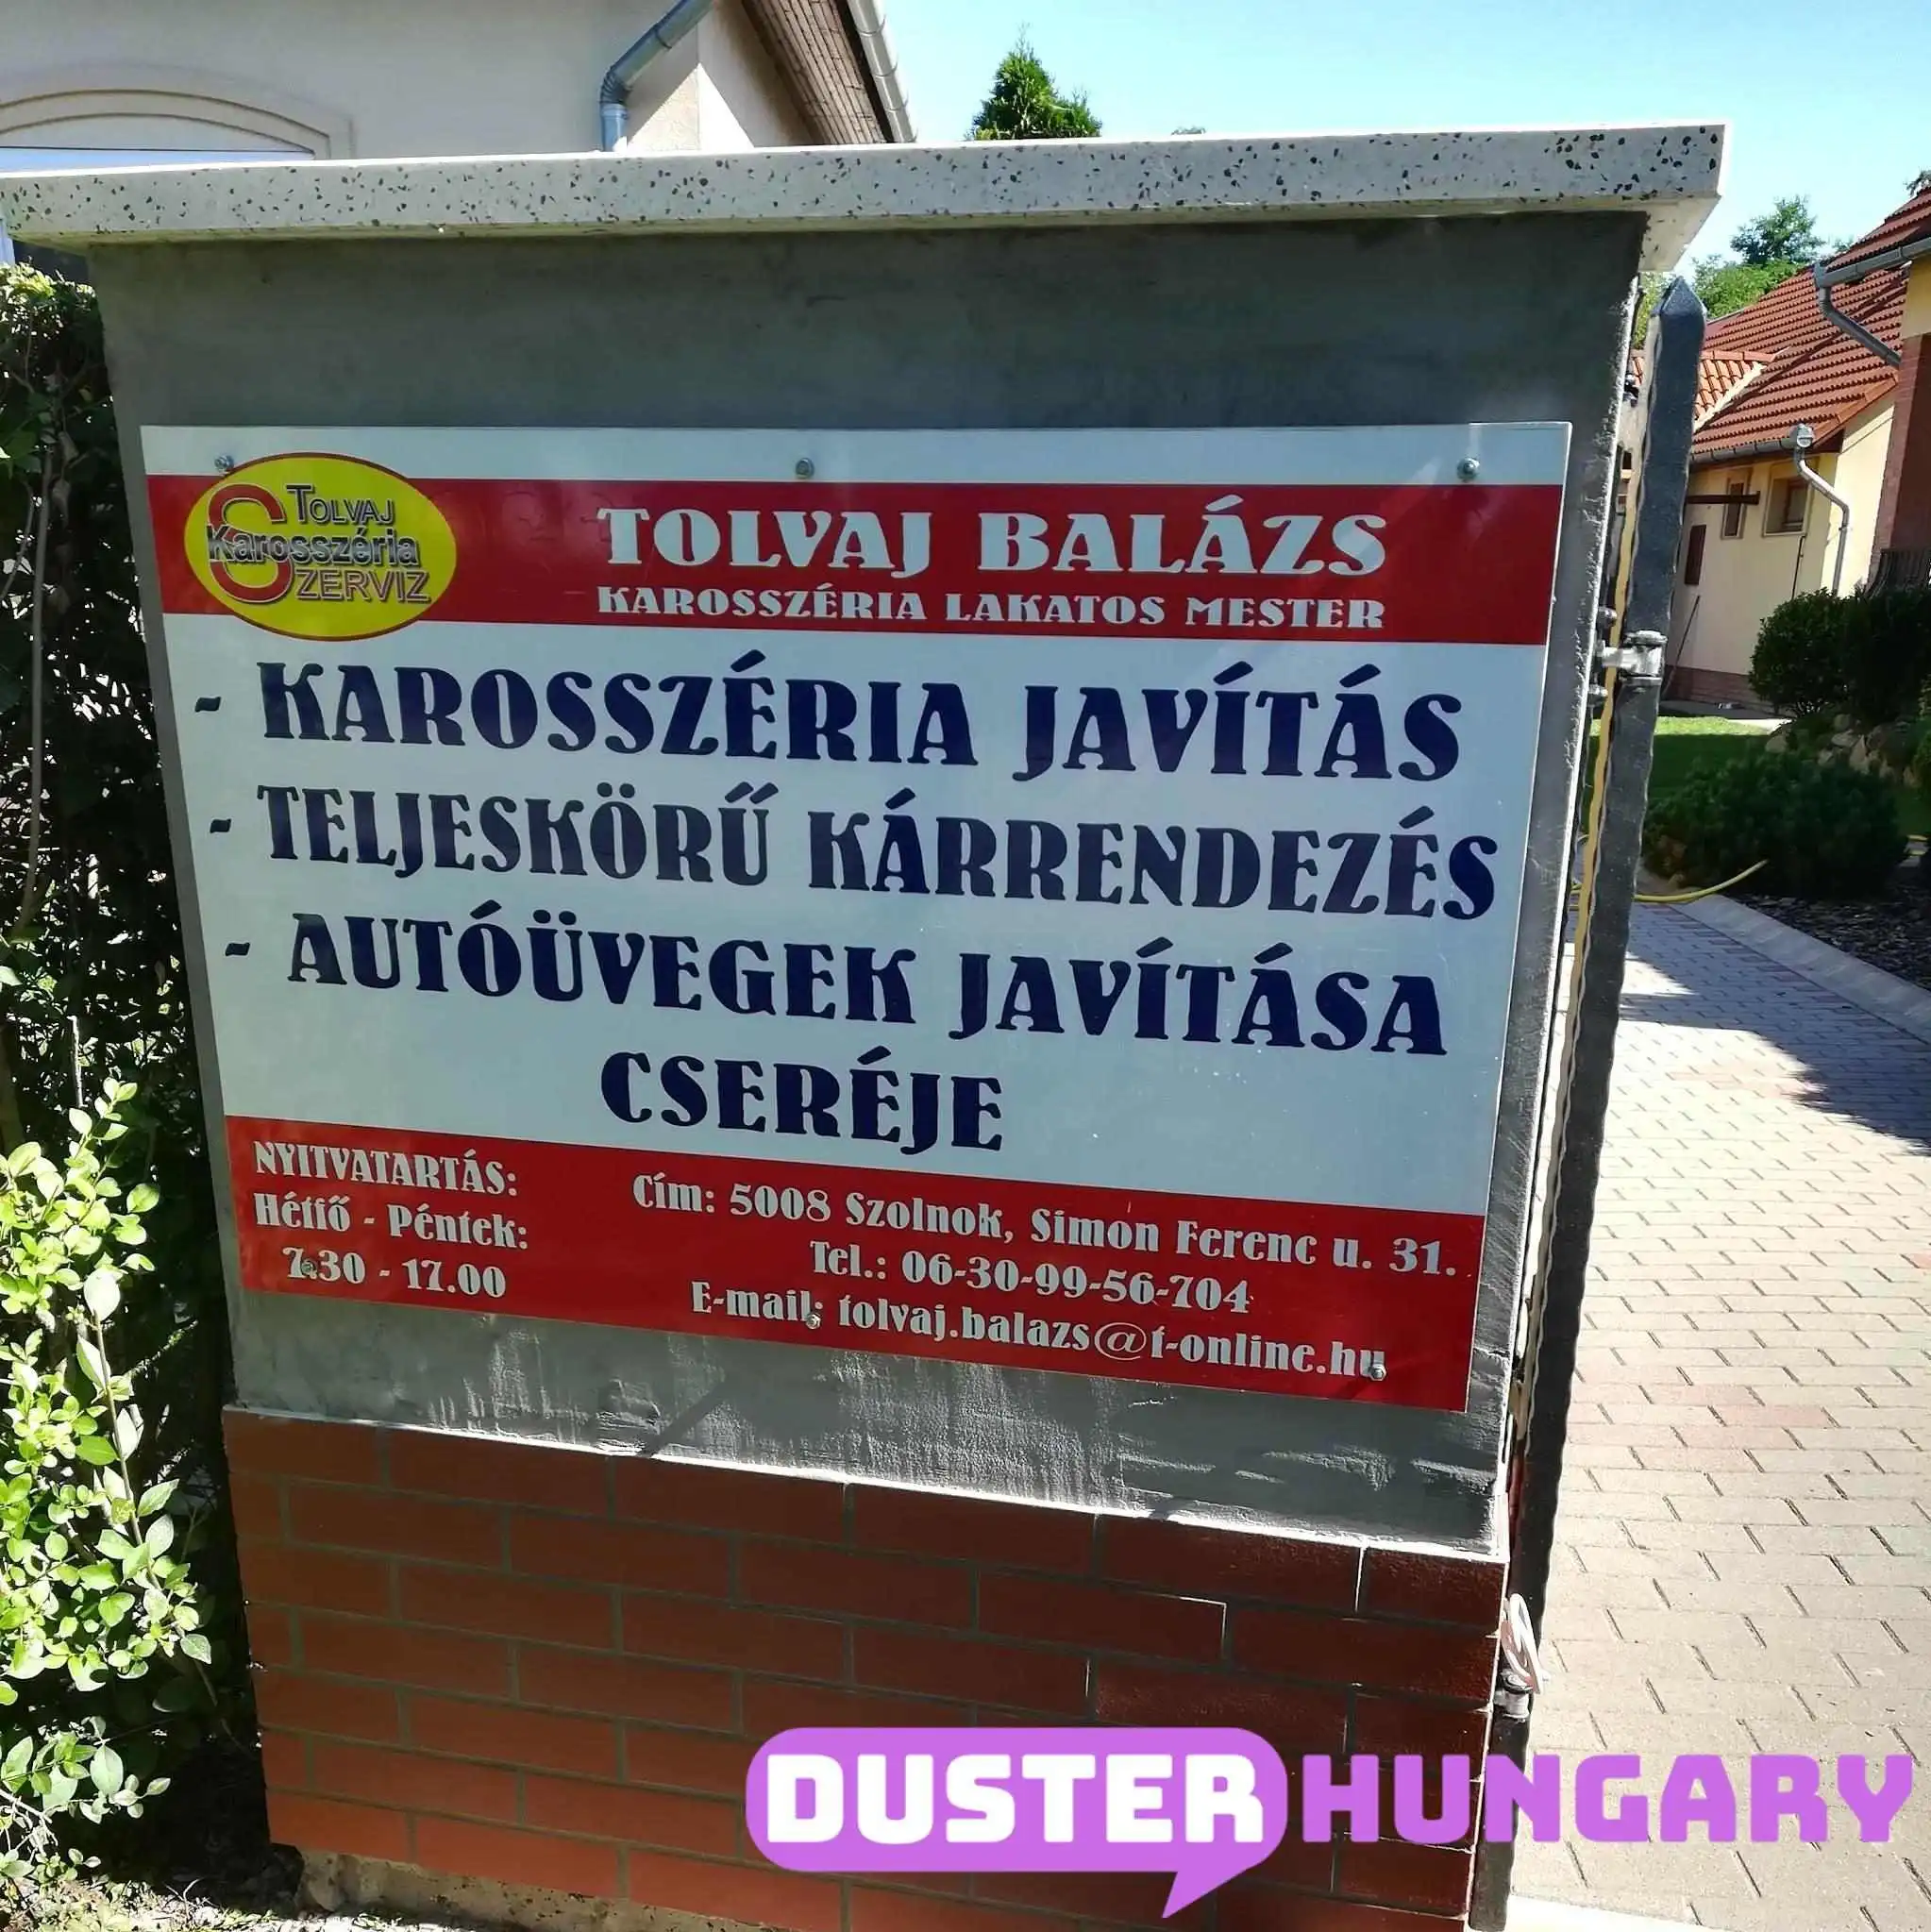 TOLVAJ
Karosszéria
SZERVIZ
TOLVAJ BALÁZS
KAROSSZÉRIA LAKATOS MESTER
- KAROSSZÉRIA JAVÍTÁS
- TELJESKÖRŰ KÁRRENDEZÉS
- AUTÓÜVEGEK JAVÍTÁSA
CSERÉJE
NYITVATARTÁS:
Hétfő - Péntek:
7.30 - 17.00
Cím: 5008 Szolnok, Simon Ferenc u. 31.
Tel.: 06-30-99-56-704
E-mail: tolvaj.balazs@t-online.hu
DUSTER HUNGARY